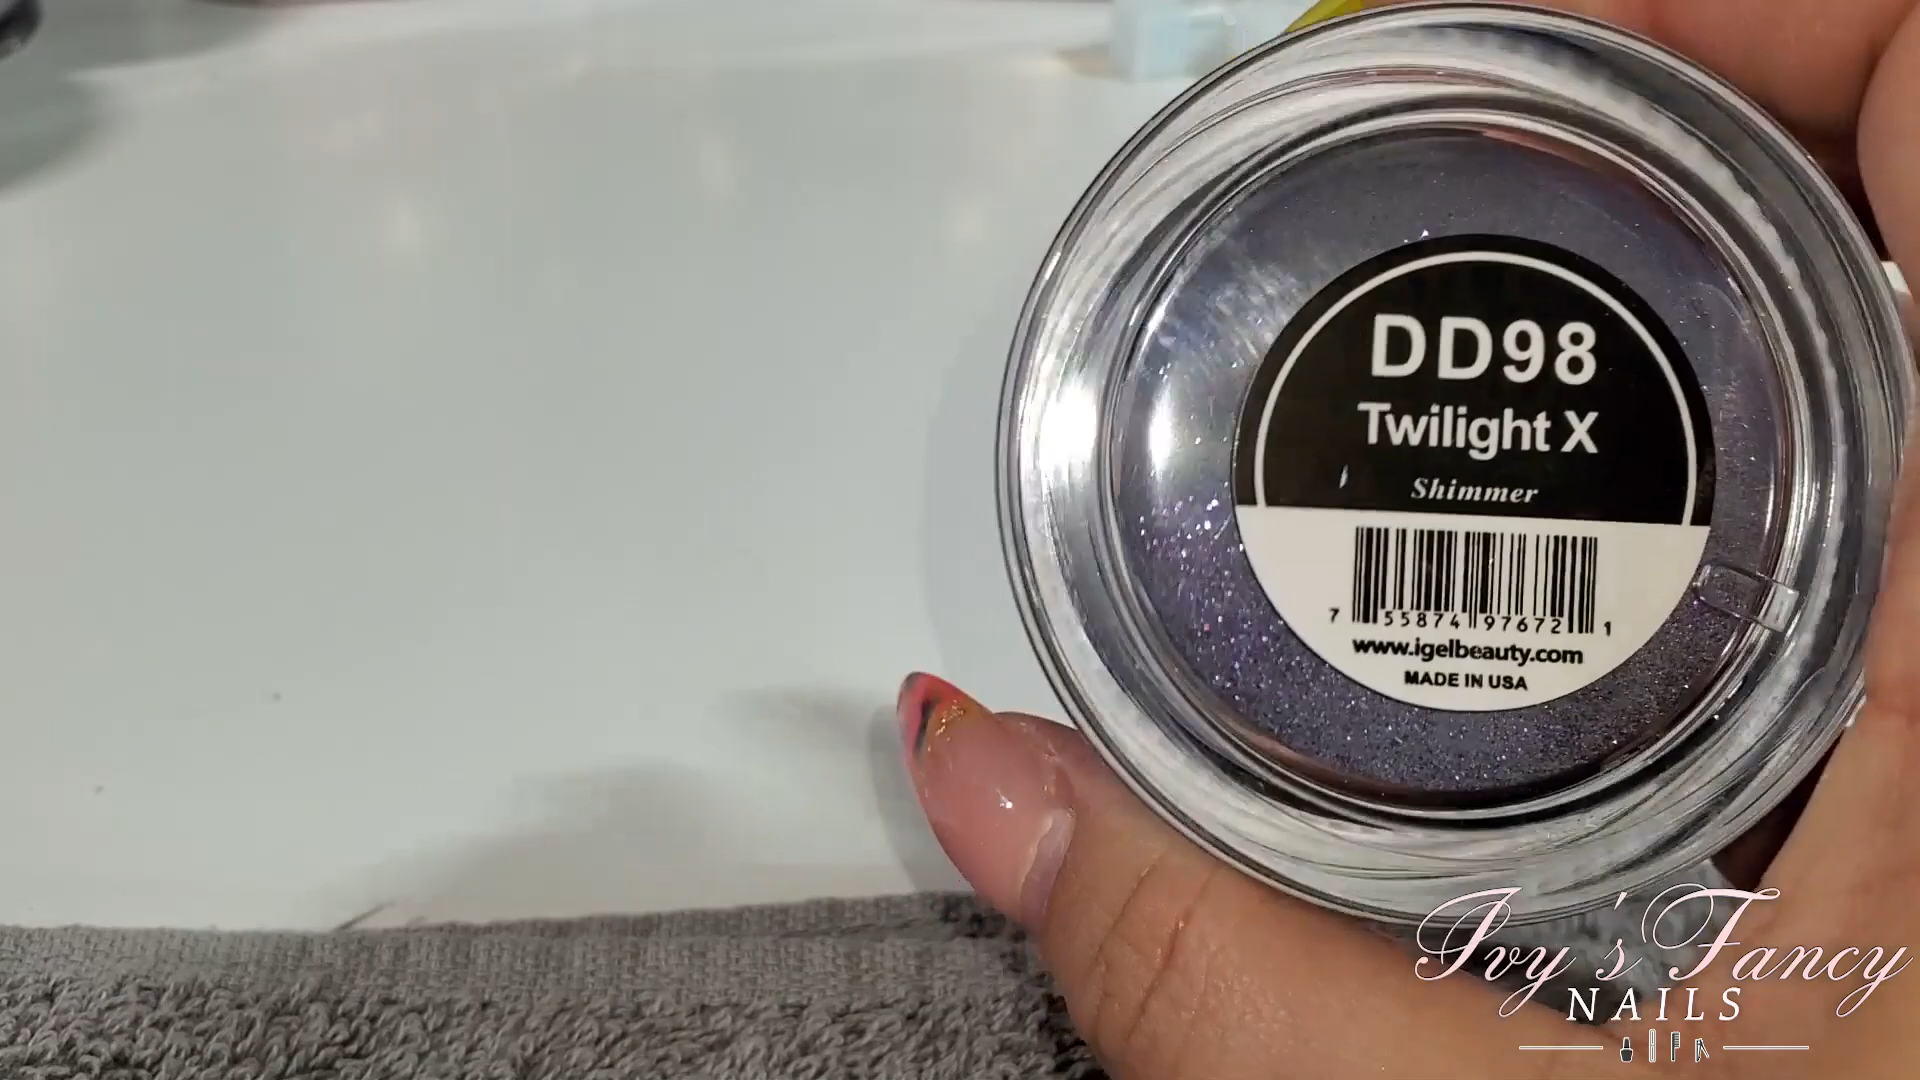 DD98
Twilight X
Shimmer
7 55874 97672 1
www.igelbeauty.com
MADE IN USA
Ivy's Fancy
NAILS